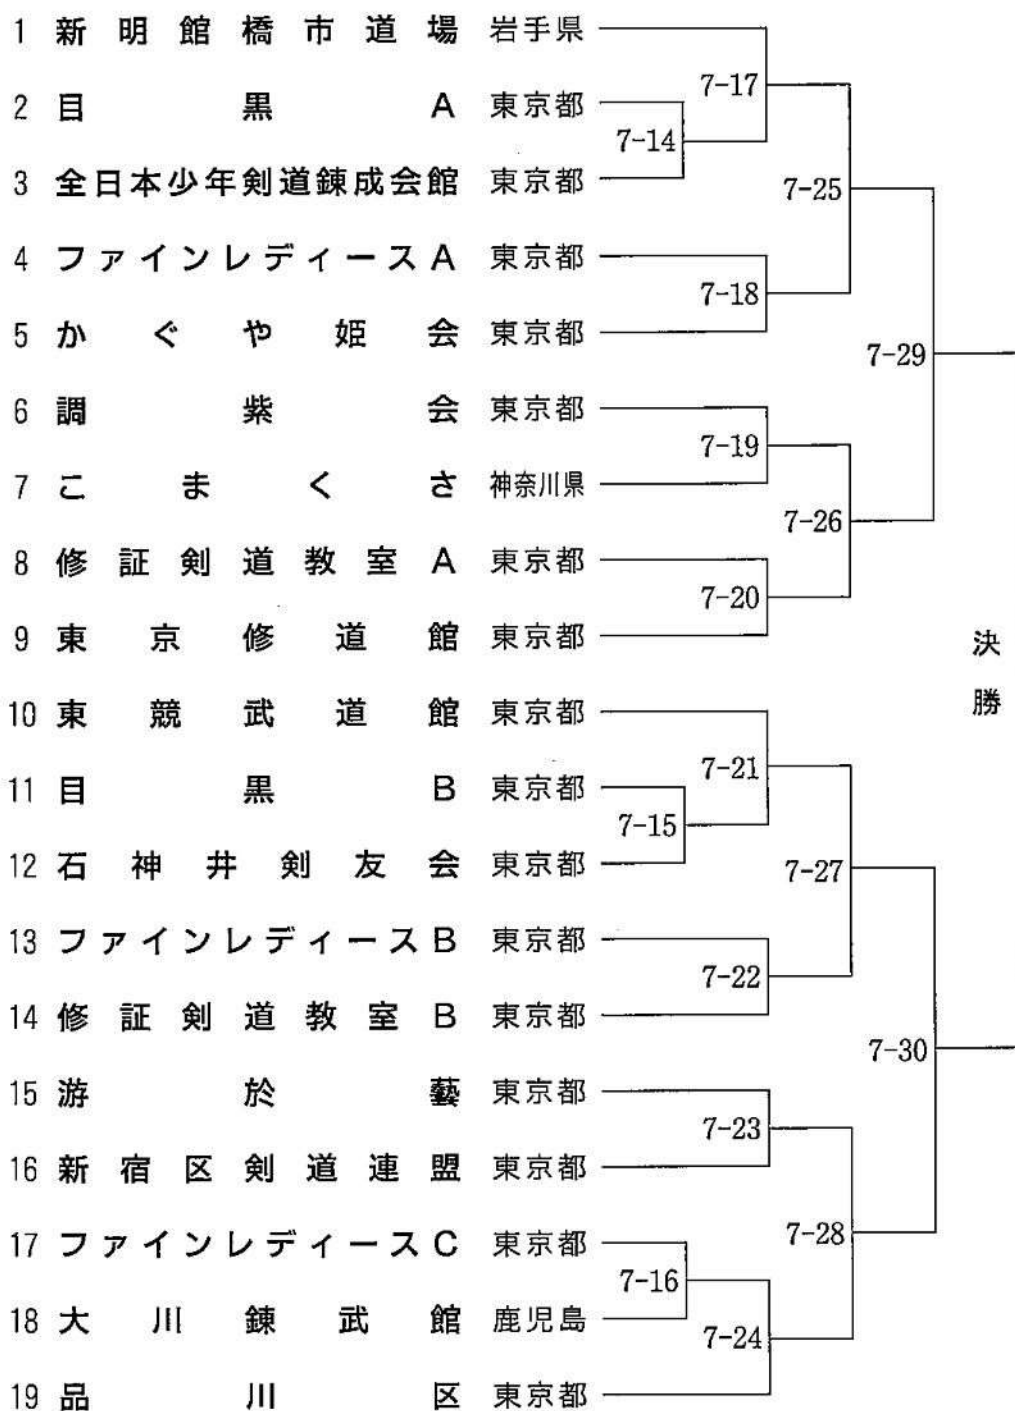 1 新明館橋市道場 岩手県
7-17
2 目黒A 東京都
7-14
3 全日本少年剣道錬成会館 東京都
7-25
4 ファインレディースA 東京都
7-18
5 かぐや姫会 東京都
7-29
6 調紫会 東京都
7-19
7 こまくさ 神奈川県
7-26
8 修証剣道教室A 東京都
7-20
9 東京修道館 東京都
決勝
10 東競武道館 東京都
7-21
11 目黒B 東京都
7-15
12 石神井剣友会 東京都
7-27
13 ファインレディースB 東京都
7-22
14 修証剣道教室B 東京都
7-30
15 游於藝 東京都
7-23
16 新宿区剣道連盟 東京都
7-28
17 ファインレディースC 東京都
7-16
18 大川錬武館 鹿児島
7-24
19 品川区 東京都